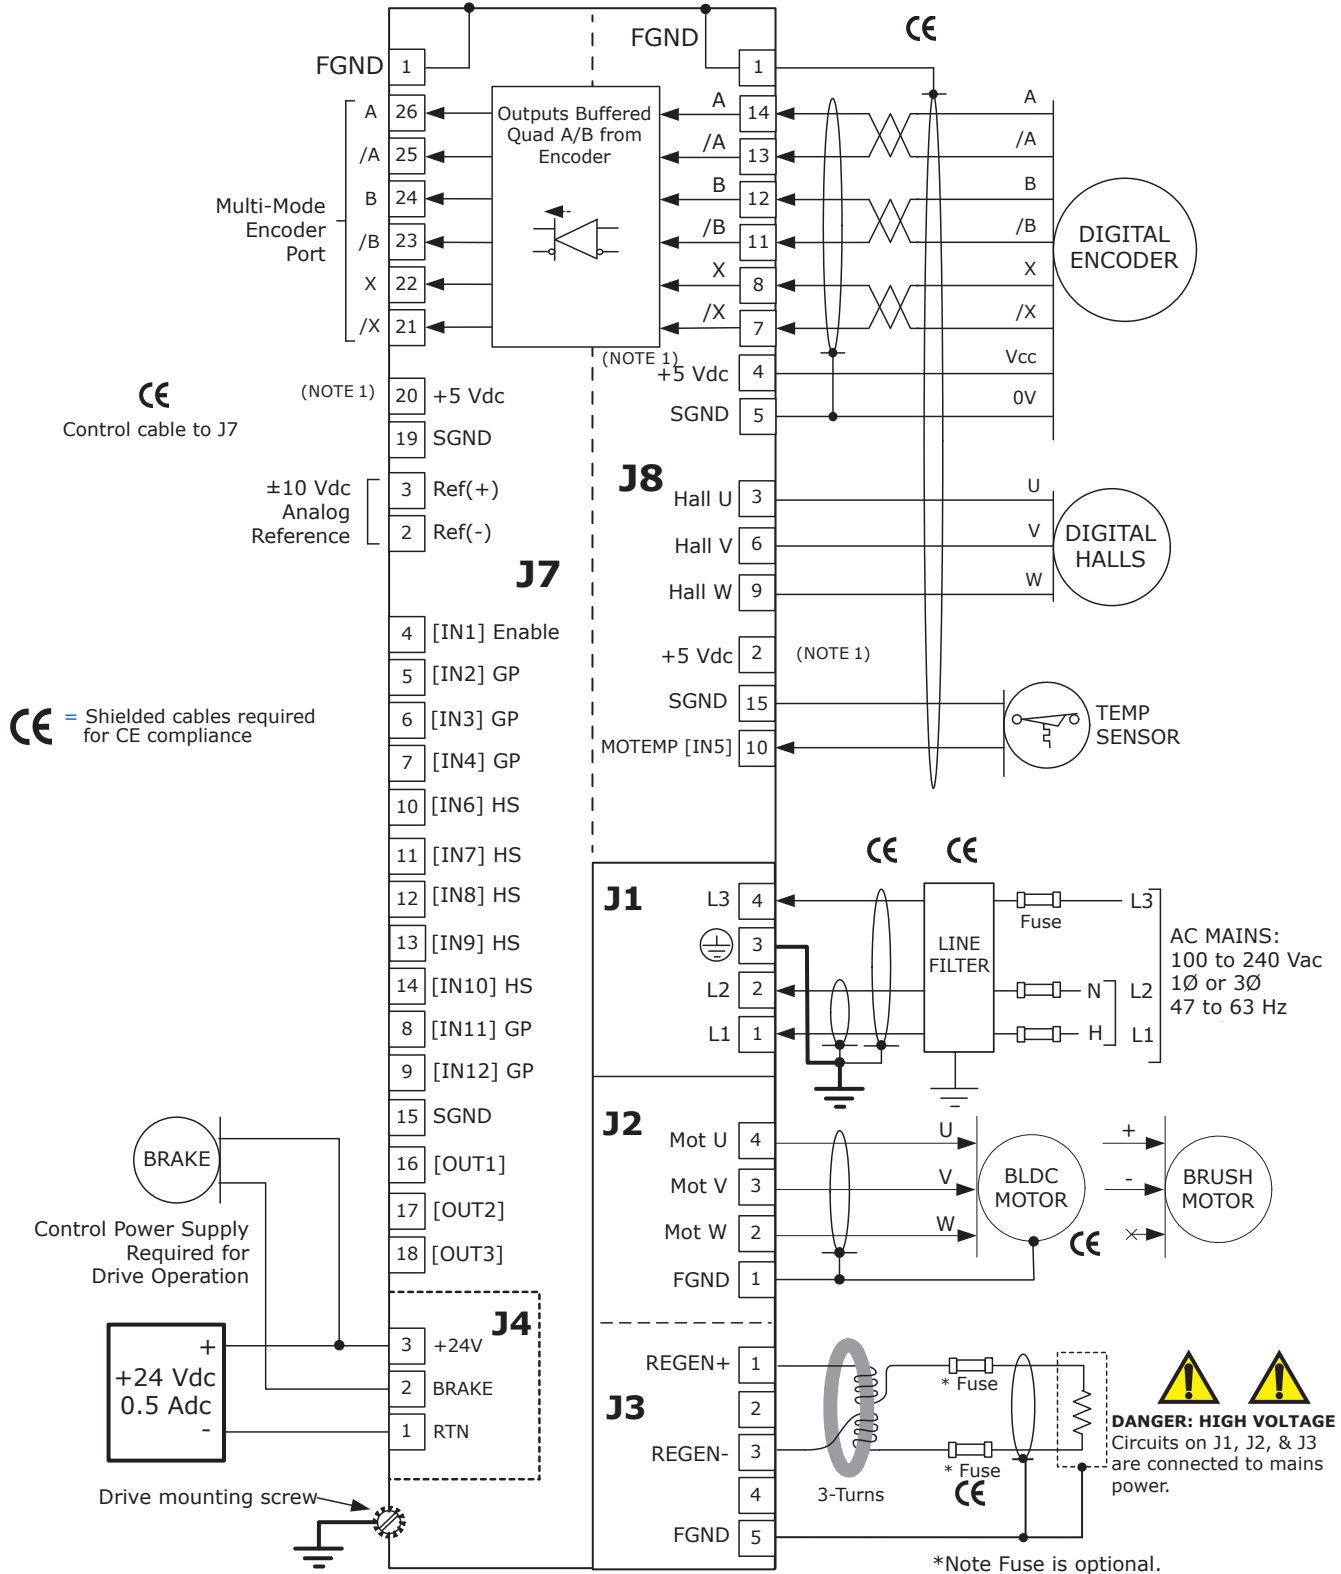 FGND
1
A 26
/A 25
B 24
/B 23
X 22
/X 21
Multi-Mode
Encoder
Port
Outputs Buffered
Quad A/B from
Encoder
(NOTE 1)
20 +5 Vdc
19 SGND
CE
Control cable to J7
±10 Vdc
Analog
Reference
3 Ref(+)
2 Ref(-)
J7
4 [IN1] Enable
5 [IN2] GP
6 [IN3] GP
7 [IN4] GP
10 [IN6] HS
11 [IN7] HS
12 [IN8] HS
13 [IN9] HS
14 [IN10] HS
8 [IN11] GP
9 [IN12] GP
15 SGND
16 [OUT1]
17 [OUT2]
18 [OUT3]
CE = Shielded cables required
for CE compliance
BRAKE
Control Power Supply
Required for
Drive Operation
+
+24 Vdc
0.5 Adc
-
J4
3 +24V
2 BRAKE
1 RTN
Drive mounting screw
FGND 1
CE
A 14 A
/A 13 /A
B 12 B
/B 11 /B
X 8 X
/X 7 /X
(NOTE 1)
+5 Vdc 4 Vcc
SGND 5 0V
DIGITAL
ENCODER
J8
Hall U 3 U
Hall V 6 V
Hall W 9 W
DIGITAL
HALLS
+5 Vdc 2 (NOTE 1)
SGND 15
MOTEMP [IN5] 10
TEMP
SENSOR
CE CE
J1
L3 4
3
L2 2
L1 1
LINE
FILTER
Fuse
L3
N L2
H L1
AC MAINS:
100 to 240 Vac
1Ø or 3Ø
47 to 63 Hz
J2
Mot U 4 U
Mot V 3 V
Mot W 2 W
FGND 1
BLDC
MOTOR
CE
+
-
BRUSH
MOTOR
J3
REGEN+ 1
2
REGEN- 3
4
FGND 5
3-Turns
* Fuse
* Fuse
CE
DANGER: HIGH VOLTAGE
Circuits on J1, J2, & J3
are connected to mains
power.
*Note Fuse is optional.